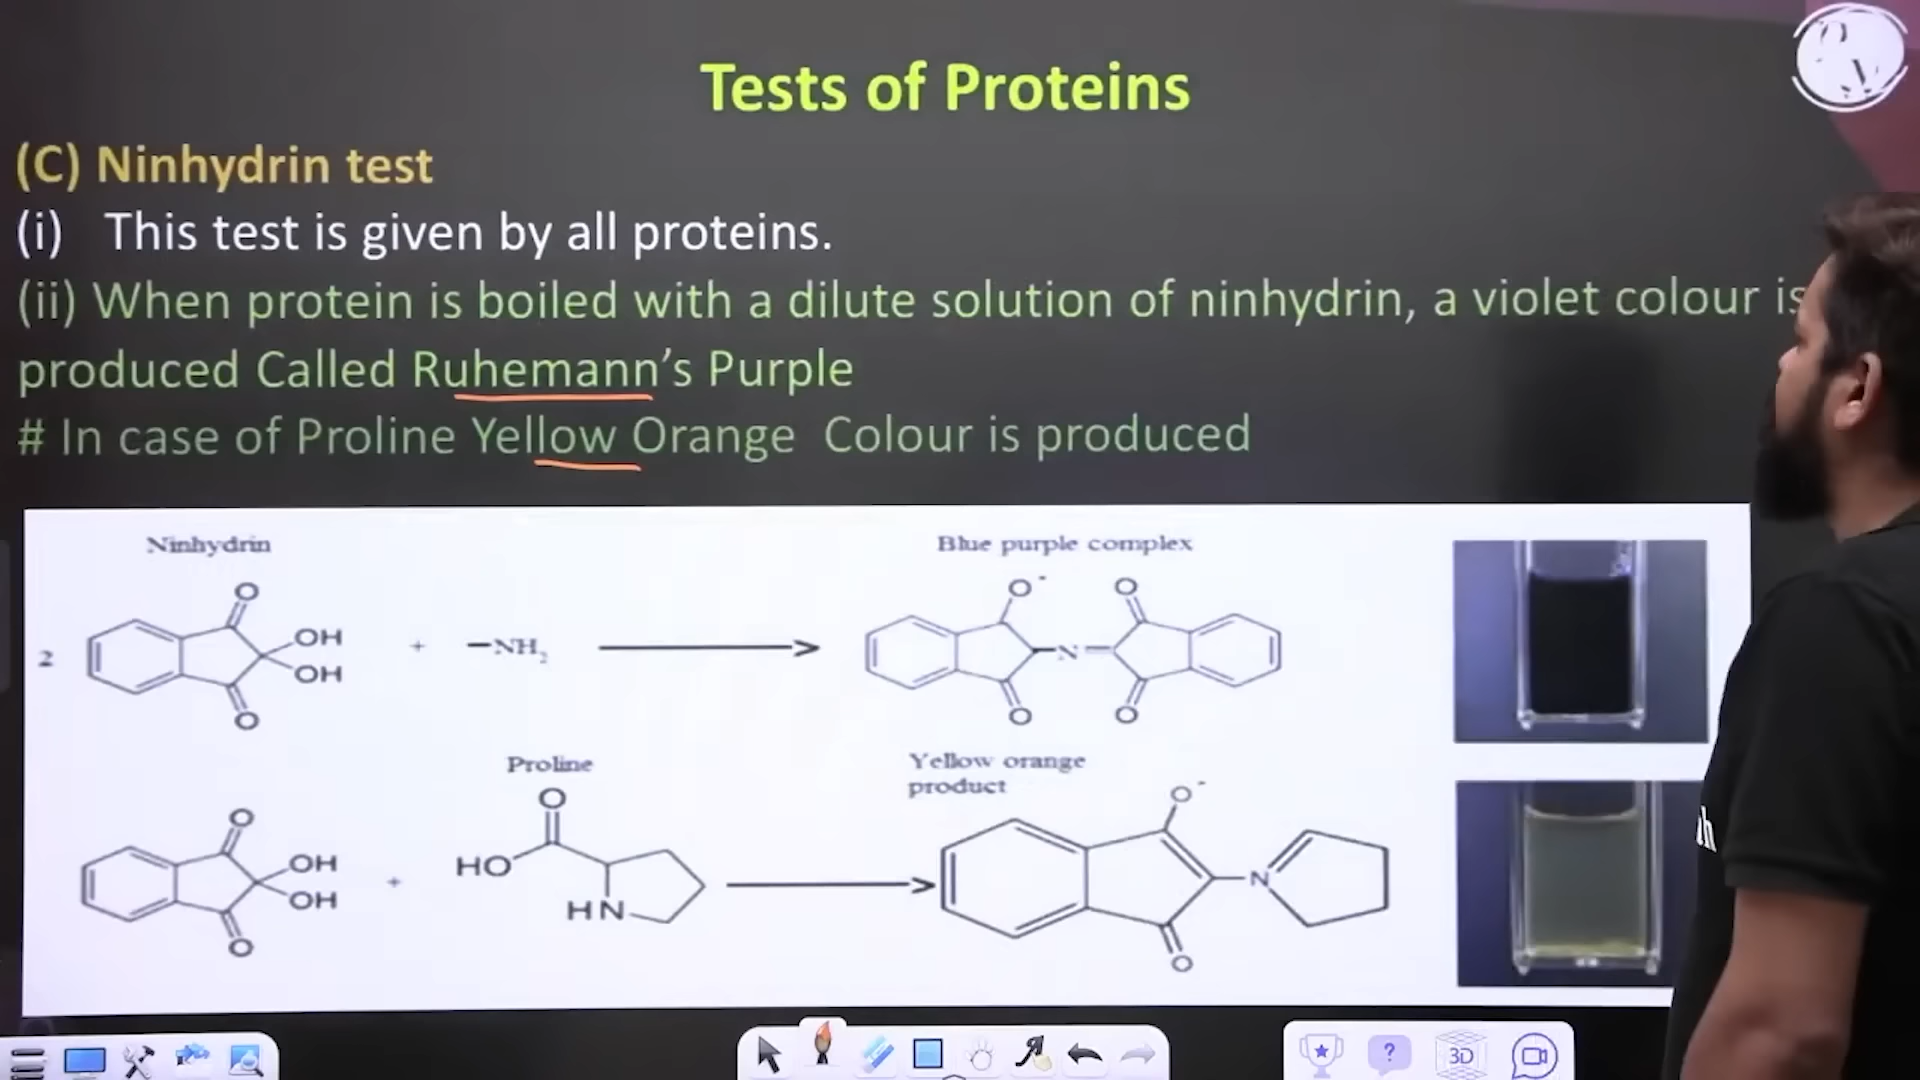 Tests of Proteins
(C) Ninhydrin test
(i) This test is given by all proteins.
(ii) When protein is boiled with a dilute solution of ninhydrin, a violet colour is
produced Called Ruhemann's Purple
# In case of Proline Yellow Orange Colour is produced
Ninhydrin
Blue purple complex
O
O⁻
O
2
OH
OH
+
−NH₂
N
O
O
O
Proline
Yellow orange
product
O
O
O⁻
OH
OH
+
HO
HN
N
O
O
3D
?